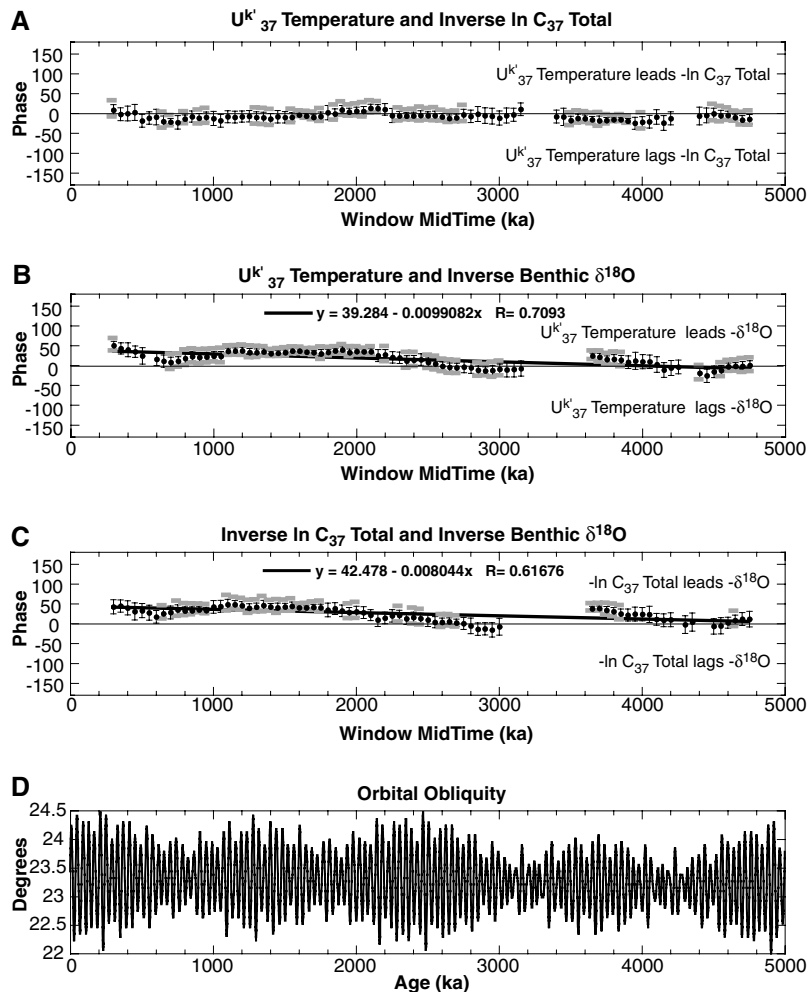 A
Uᵏ'₃₇ Temperature and Inverse ln C₃₇ Total
150
100
50
0
-50
-100
-150
Phase
Uᵏ'₃₇ Temperature leads -ln C₃₇ Total
Uᵏ'₃₇ Temperature lags -ln C₃₇ Total
0 1000 2000 3000 4000 5000
Window MidTime (ka)
B
Uᵏ'₃₇ Temperature and Inverse Benthic δ¹⁸O
150
100
50
0
-50
-100
-150
Phase
y = 39.284 - 0.0099082x R= 0.7093
Uᵏ'₃₇ Temperature leads -δ¹⁸O
Uᵏ'₃₇ Temperature lags -δ¹⁸O
0 1000 2000 3000 4000 5000
Window MidTime (ka)
C
Inverse ln C₃₇ Total and Inverse Benthic δ¹⁸O
150
100
50
0
-50
-100
-150
Phase
y = 42.478 - 0.008044x R= 0.61676
-ln C₃₇ Total leads -δ¹⁸O
-ln C₃₇ Total lags -δ¹⁸O
0 1000 2000 3000 4000 5000
Window MidTime (ka)
D
Orbital Obliquity
24.5
24
23.5
23
22.5
22
Degrees
0 1000 2000 3000 4000 5000
Age (ka)